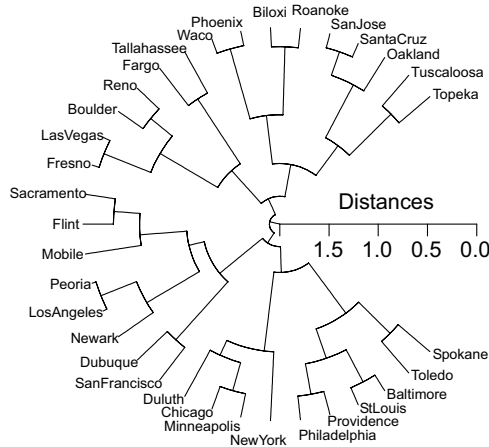 Biloxi
Roanoke
Phoenix
SanJose
Waco
SantaCruz
Tallahassee
Oakland
Fargo
Tuscaloosa
Reno
Topeka
Boulder
LasVegas
Fresno
Sacramento
Distances
Flint
1.5 1.0 0.5 0.0
Mobile
Peoria
LosAngeles
Newark
Spokane
Dubuque
Toledo
SanFrancisco
Baltimore
Duluth
StLouis
Chicago
Providence
Minneapolis
Philadelphia
NewYork